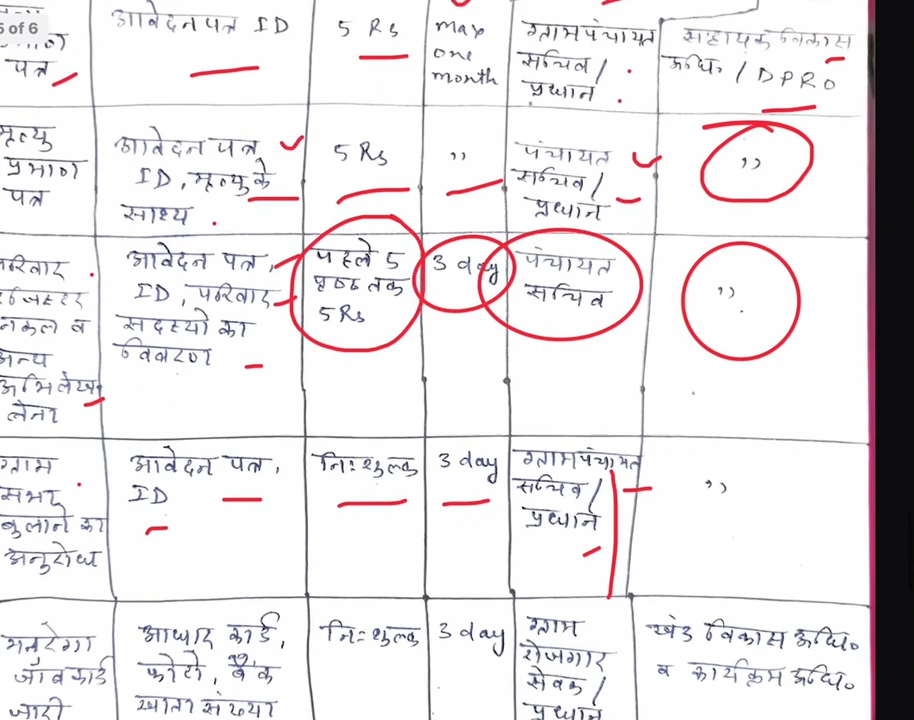 5 of 6
पत्र
आवेदन पत्र ID
5 Rs
max
one
month
ग्रामपंचायत
सचिव /
प्रधान
सहायक विकास
अधि० / DPRO
मृत्यु
प्रमाण
पत्र
आवेदन पत्र
ID, मृत्यु के
साक्ष्य
5 Rs
,,
पंचायत
सचिव /
प्रधान
,,
परिवार
रजिस्टर
नकल व
अन्य
अभिलेख
लेना
आवेदन पत्र,
ID, परिवार
सदस्यो का
विवरण
पहले 5
पृष्ठ तक
5 Rs
3 day
पंचायत
सचिव
,,
ग्राम
सभा
बुलाने का
अनुरोध
आवेदन पत्र,
ID
निःशुल्क
3 day
ग्रामपंचायत
सचिव /
प्रधान
,,
मनरेगा
जॉबकार्ड
जारी
आधार कार्ड,
फोटो, बैंक
खाता संख्या
निःशुल्क
3 day
ग्राम
रोजगार
सेवक /
प्रधान
खंड विकास अधि०
व कार्यक्रम अधि०